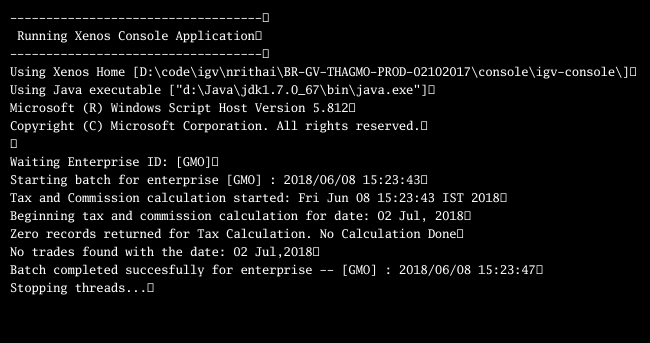 -----------------------------------
Running Xenos Console Application
-----------------------------------
Using Xenos Home [D:\code\igv\nrithai\BR-GV-THAGMO-PROD-02102017\console\igv-console\]
Using Java executable ["d:\Java\jdk1.7.0_67\bin\java.exe"]
Microsoft (R) Windows Script Host Version 5.812
Copyright (C) Microsoft Corporation. All rights reserved.
Waiting Enterprise ID: [GMO]
Starting batch for enterprise [GMO] : 2018/06/08 15:23:43
Tax and Commission calculation started: Fri Jun 08 15:23:43 IST 2018
Beginning tax and commission calculation for date: 02 Jul, 2018
Zero records returned for Tax Calculation. No Calculation Done
No trades found with the date: 02 Jul,2018
Batch completed succesfully for enterprise -- [GMO] : 2018/06/08 15:23:47
Stopping threads...